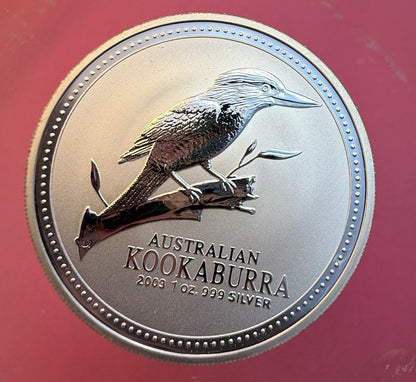 AUSTRALIAN
KOOKABURRA
2003 1 oz. 999 SILVER